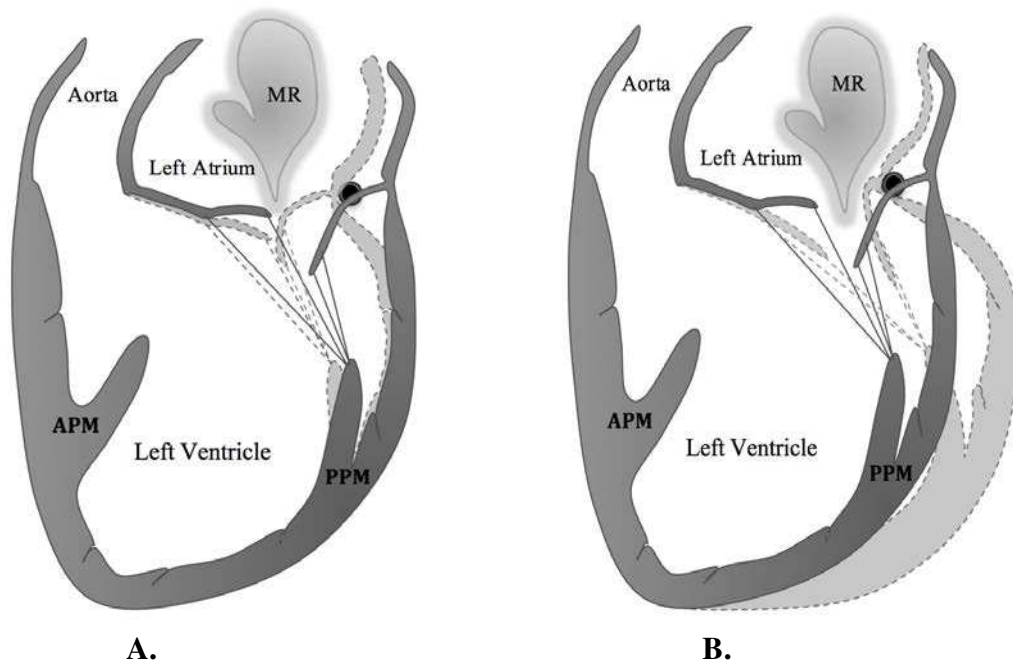 Aorta
MR
Left Atrium
APM
Left Ventricle
PPM
A.
Aorta
MR
Left Atrium
APM
Left Ventricle
PPM
B.